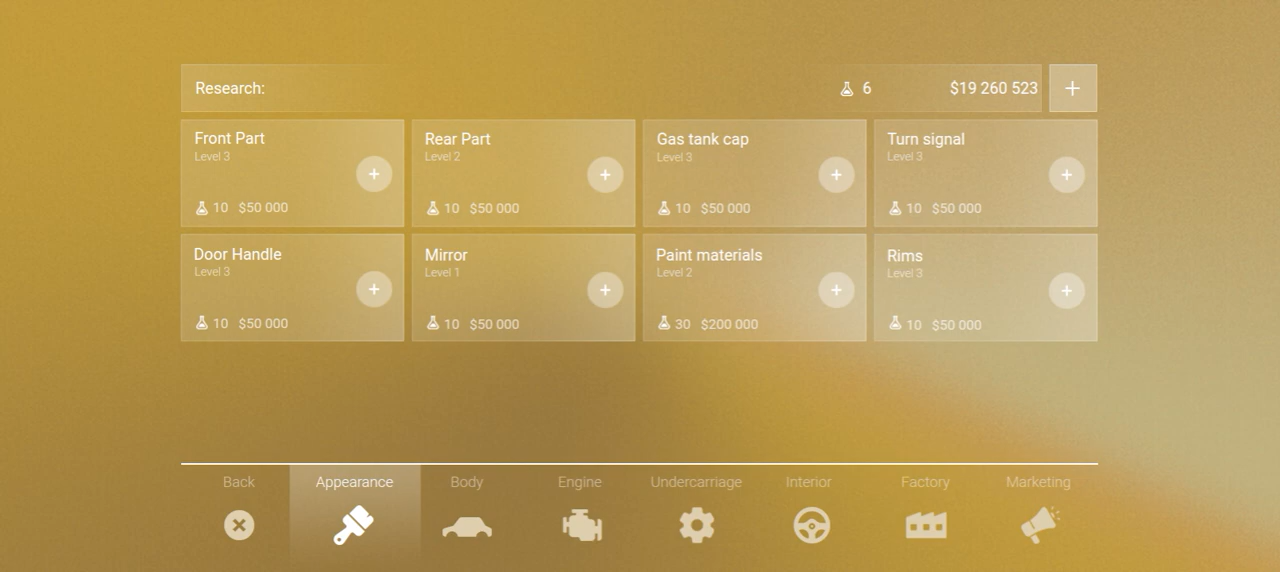 Research: 6 $19 260 523
Front Part
Level 3
10 $50 000
Rear Part
Level 2
10 $50 000
Gas tank cap
Level 3
10 $50 000
Turn signal
Level 3
10 $50 000
Door Handle
Level 3
10 $50 000
Mirror
Level 1
10 $50 000
Paint materials
Level 2
30 $200 000
Rims
Level 3
10 $50 000
Back Appearance Body Engine Undercarriage Interior Factory Marketing